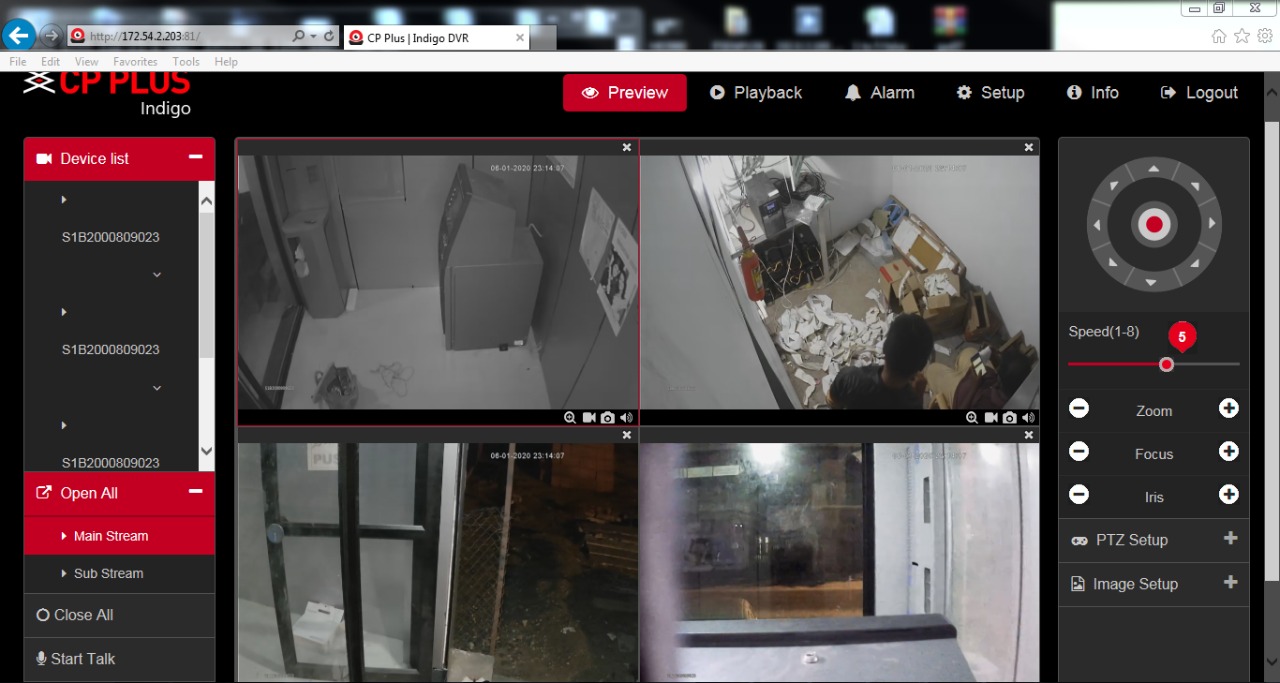 http://172.54.2.203:81/
CP Plus | Indigo DVR
File Edit View Favorites Tools Help
CP PLUS
Indigo
Preview
Playback
Alarm
Setup
Info
Logout
Device list
S1B2000809023
S1B2000809023
S1B2000809023
Open All
Main Stream
Sub Stream
Close All
Start Talk
06-01-2020 23:14:07
06-01-2020 23:14:07
PUS
Speed(1-8)
5
Zoom
Focus
Iris
PTZ Setup
Image Setup